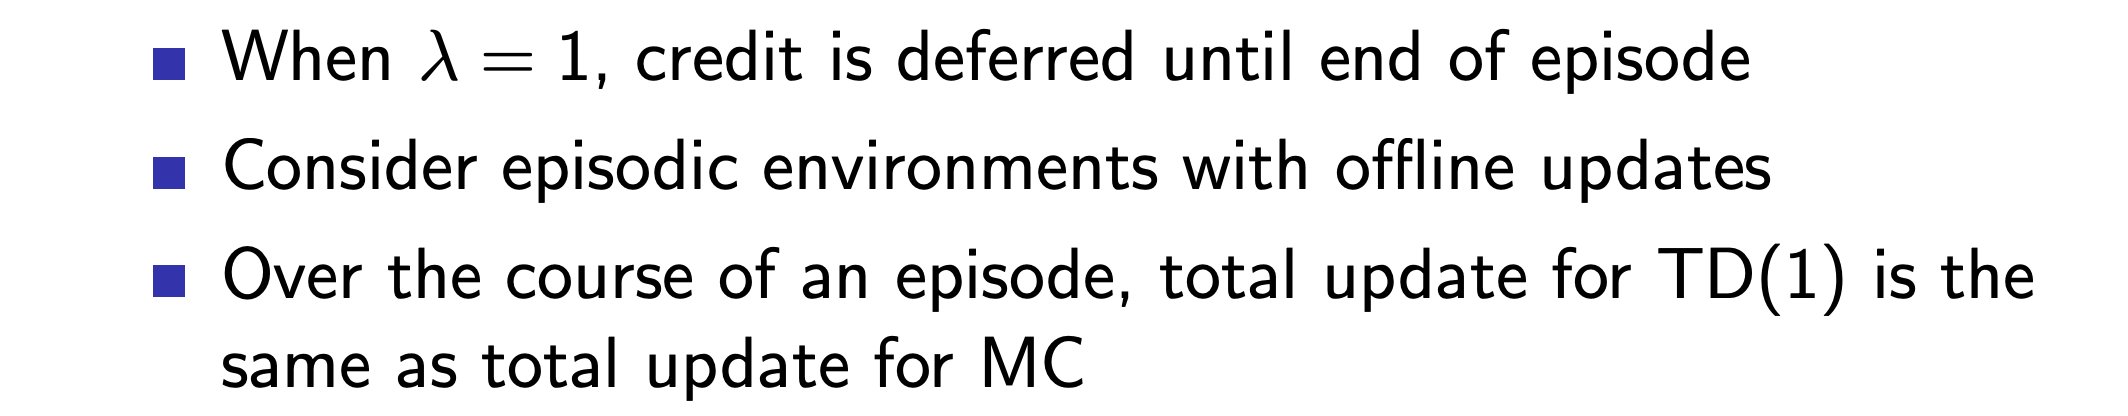 When λ = 1, credit is deferred until end of episode
Consider episodic environments with offline updates
Over the course of an episode, total update for TD(1) is the
same as total update for MC